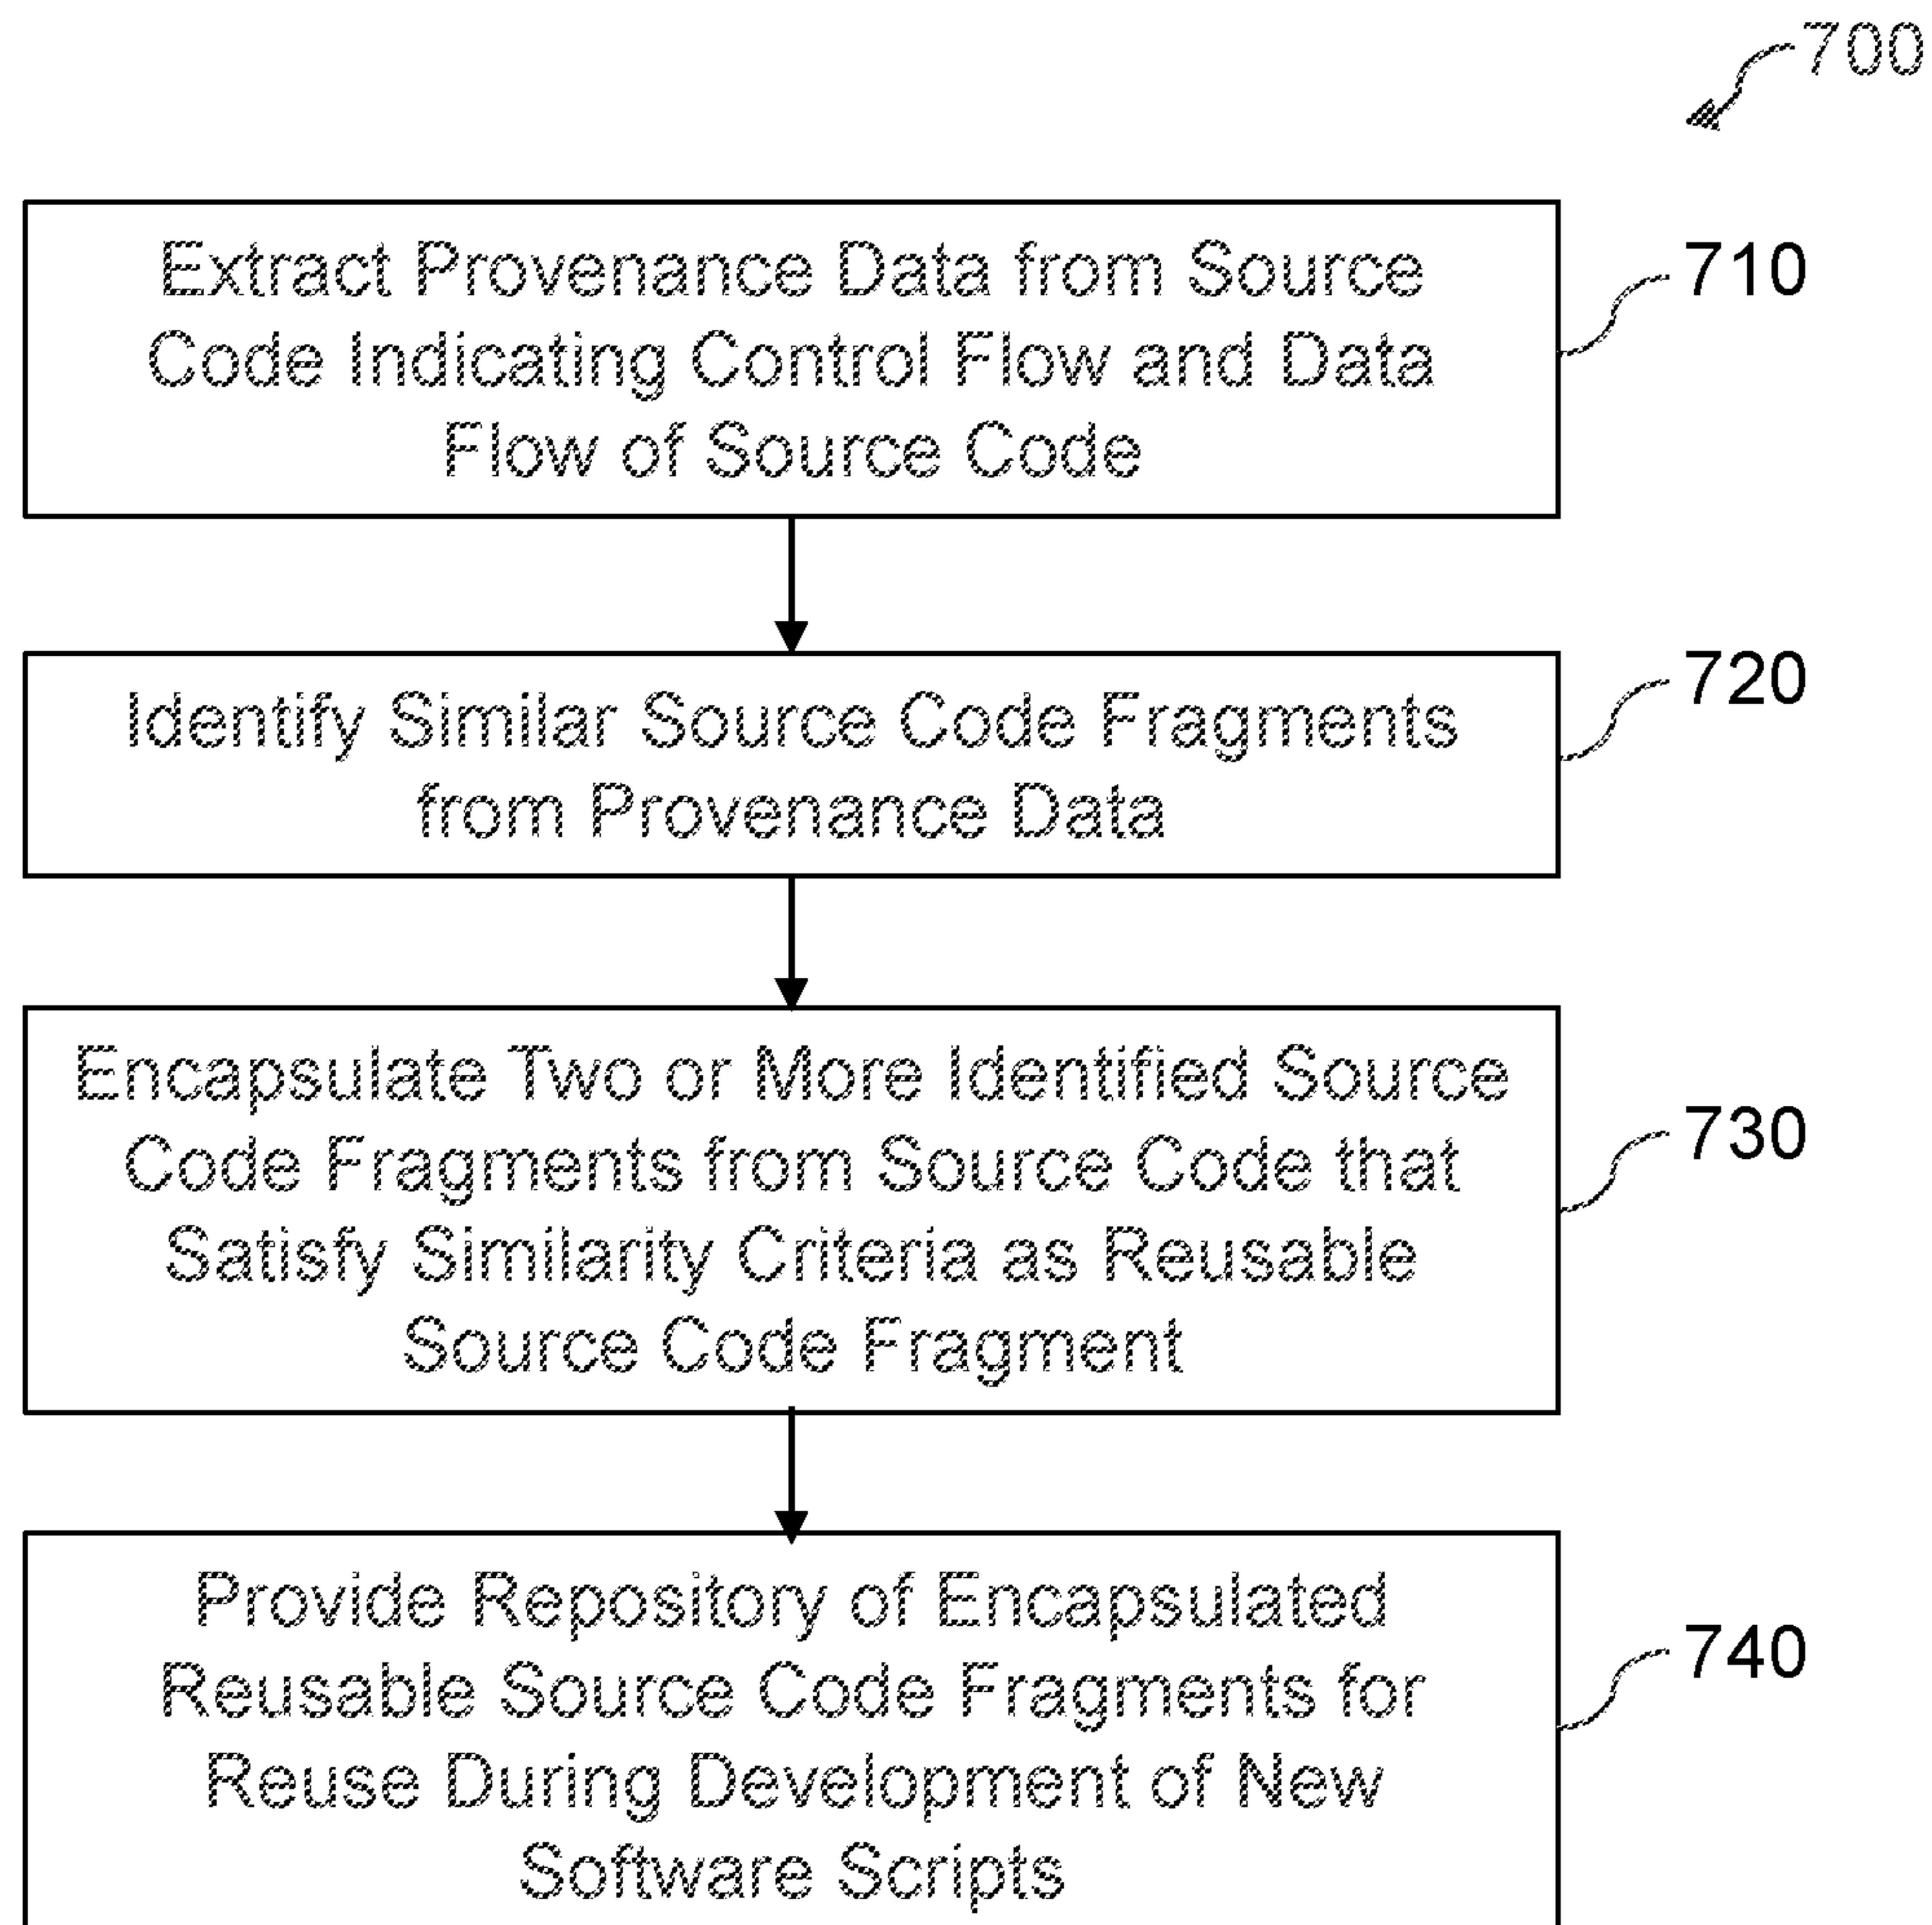 700
Extract Provenance Data from Source
Code Indicating Control Flow and Data
Flow of Source Code
710
Identify Similar Source Code Fragments
from Provenance Data
720
Encapsulate Two or More Identified Source
Code Fragments from Source Code that
Satisfy Similarity Criteria as Reusable
Source Code Fragment
730
Provide Repository of Encapsulated
Reusable Source Code Fragments for
Reuse During Development of New
Software Scripts
740